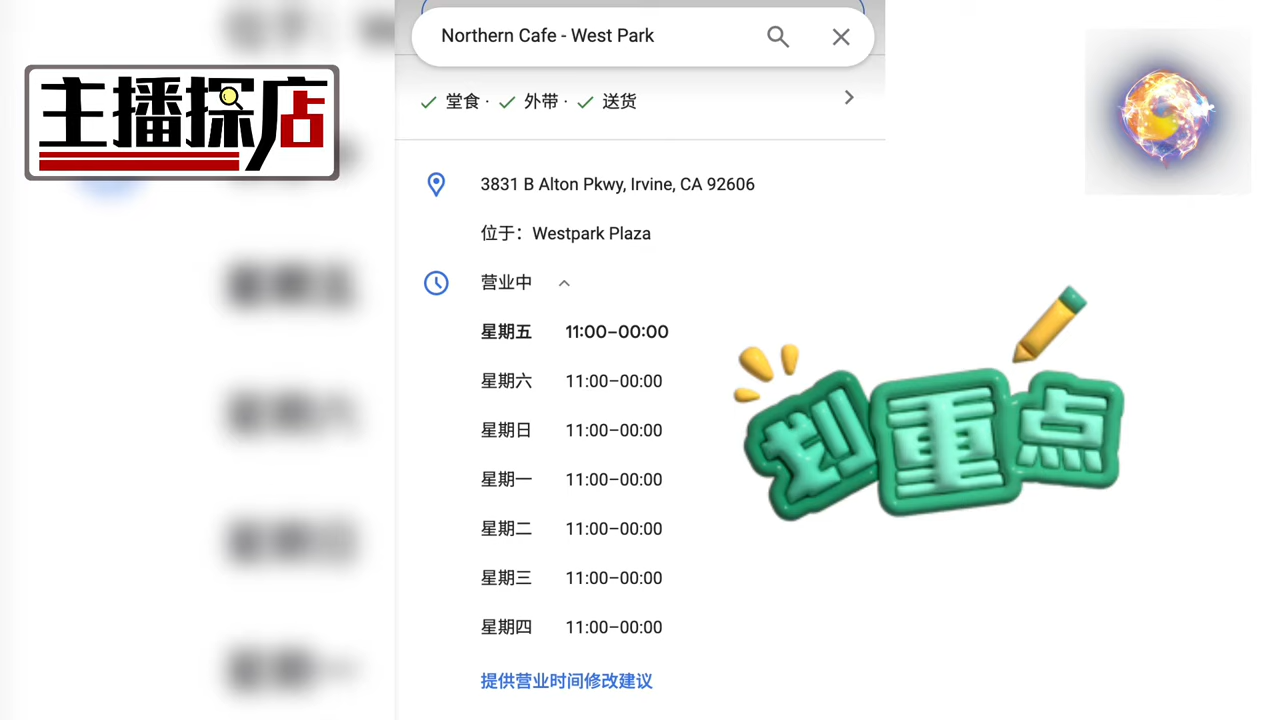 主播探店
Northern Cafe - West Park
堂食 · 外带 · 送货
3831 B Alton Pkwy, Irvine, CA 92606
位于：Westpark Plaza
营业中
星期五 11:00–00:00
星期六 11:00–00:00
星期日 11:00–00:00
星期一 11:00–00:00
星期二 11:00–00:00
星期三 11:00–00:00
星期四 11:00–00:00
提供营业时间修改建议
划重点